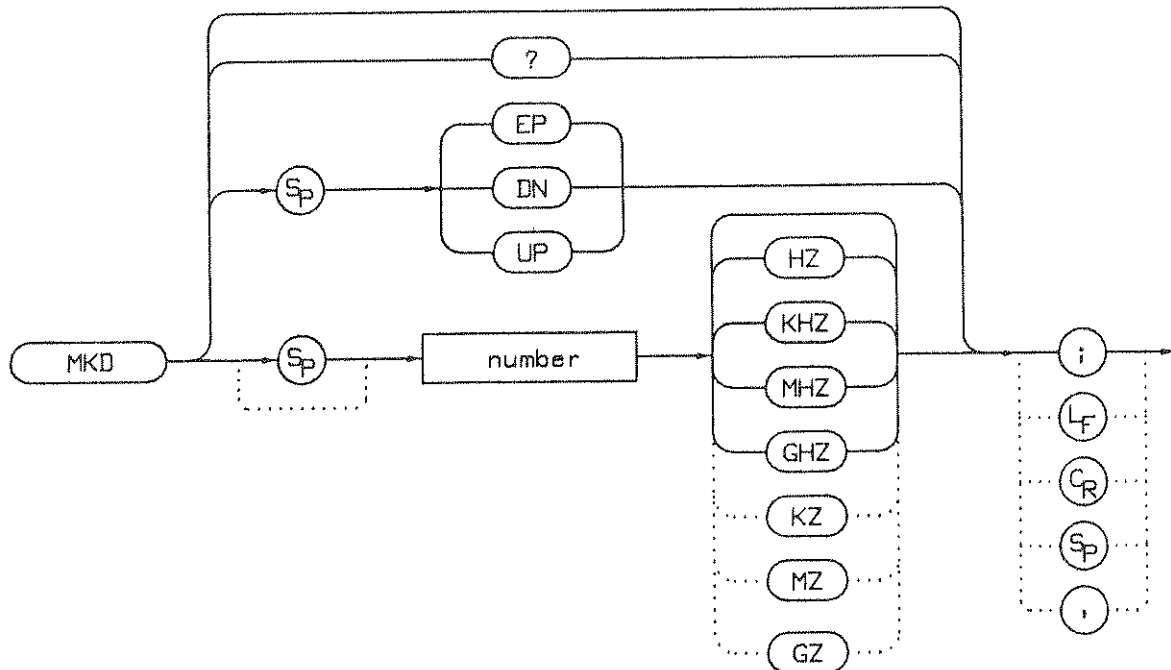 ?
EP
SP
DN
UP
HZ
KHZ
MKD
SP
number
;
MHZ
LF
GHZ
CR
KZ
SP
MZ
,
GZ